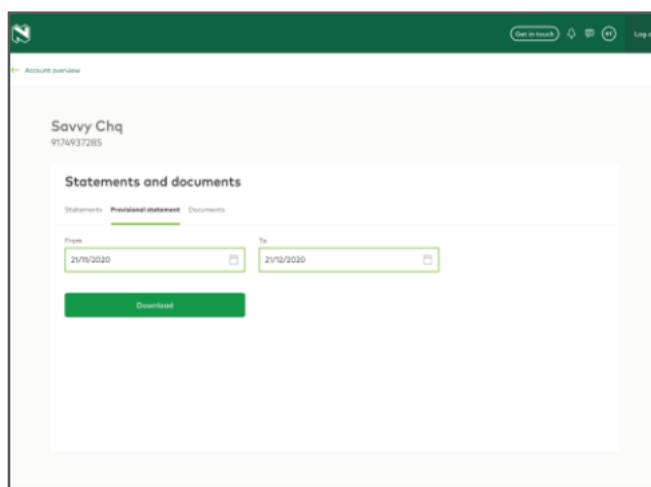 Get in touch
Log
Account overview
Savvy Chq
9174937285
Statements and documents
Statements Provisional statement Documents
From To
21/11/2020 21/12/2020
Download